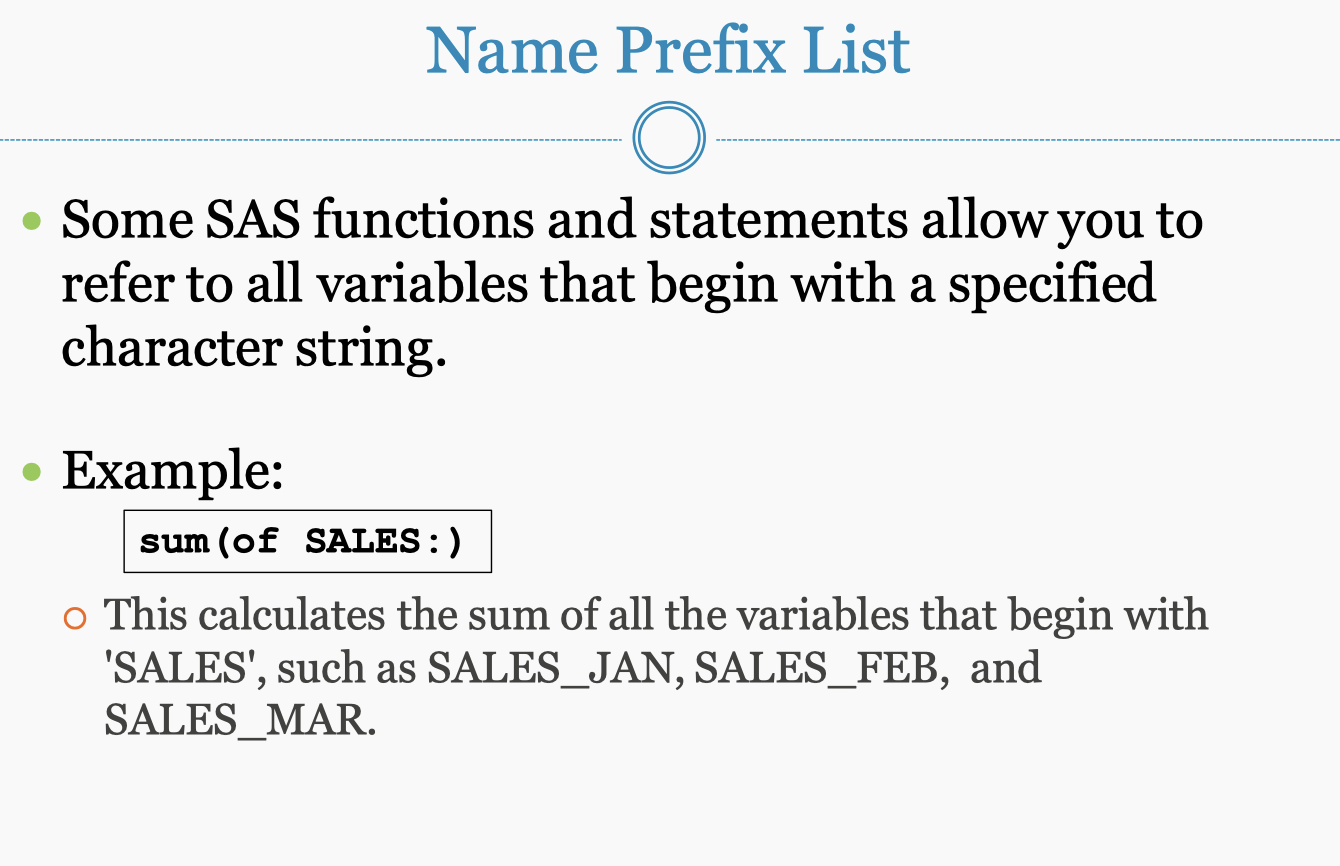 Name Prefix List
Some SAS functions and statements allow you to
refer to all variables that begin with a specified
character string.
Example:
sum(of SALES:)
This calculates the sum of all the variables that begin with
'SALES', such as SALES_JAN, SALES_FEB,  and
SALES_MAR.